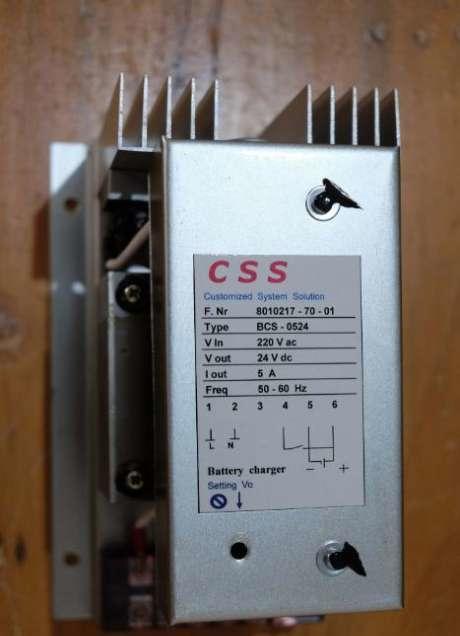 CSS
Customized System Solution
F. Nr 8010217 - 70 - 01
Type BCS - 0524
V In 220 V ac
V out 24 V dc
I out 5 A
Freq 50 - 60 Hz
1 2 3 4 5 6
L N
Battery charger - +
Setting Vo